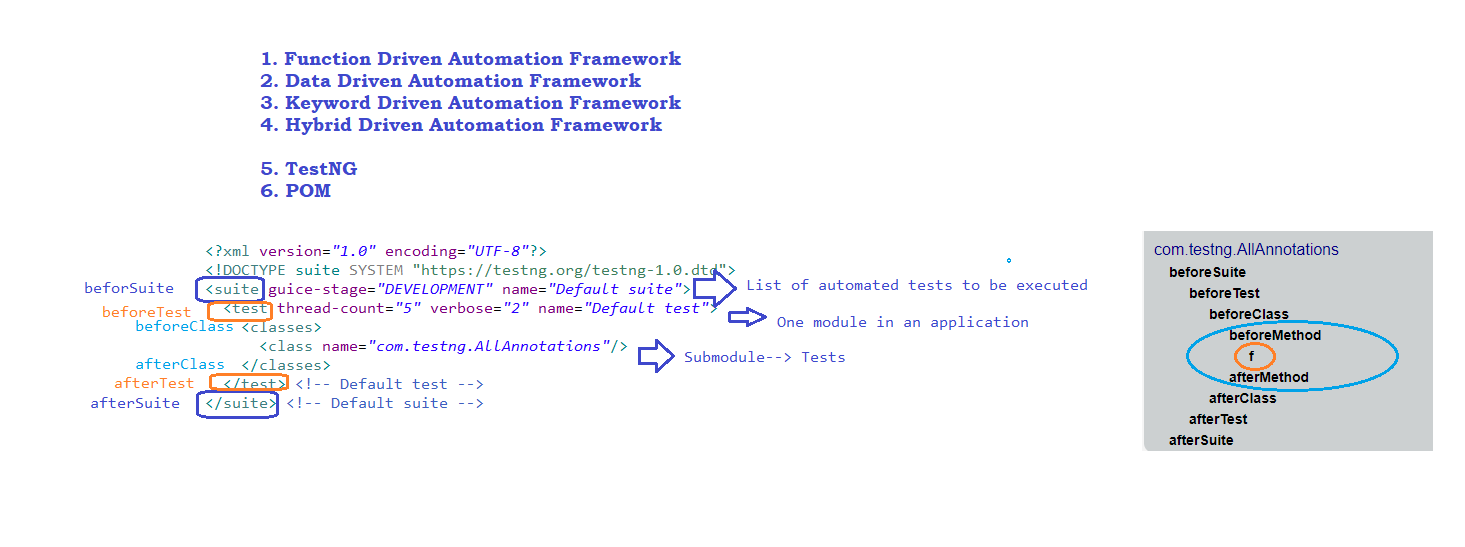 1. Function Driven Automation Framework
2. Data Driven Automation Framework
3. Keyword Driven Automation Framework
4. Hybrid Driven Automation Framework
5. TestNG
6. POM
<?xml version="1.0" encoding="UTF-8"?>
<!DOCTYPE suite SYSTEM "https://testng.org/testng-1.0.dtd">
beforSuite <suite guice-stage="DEVELOPMENT" name="Default suite"> List of automated tests to be executed
beforeTest <test thread-count="5" verbose="2" name="Default test"> One module in an application
beforeClass <classes>
<class name="com.testng.AllAnnotations"/> Submodule--> Tests
afterClass </classes>
afterTest </test> <!-- Default test -->
afterSuite </suite> <!-- Default suite -->
com.testng.AllAnnotations
beforeSuite
beforeTest
beforeClass
beforeMethod
f
afterMethod
afterClass
afterTest
afterSuite